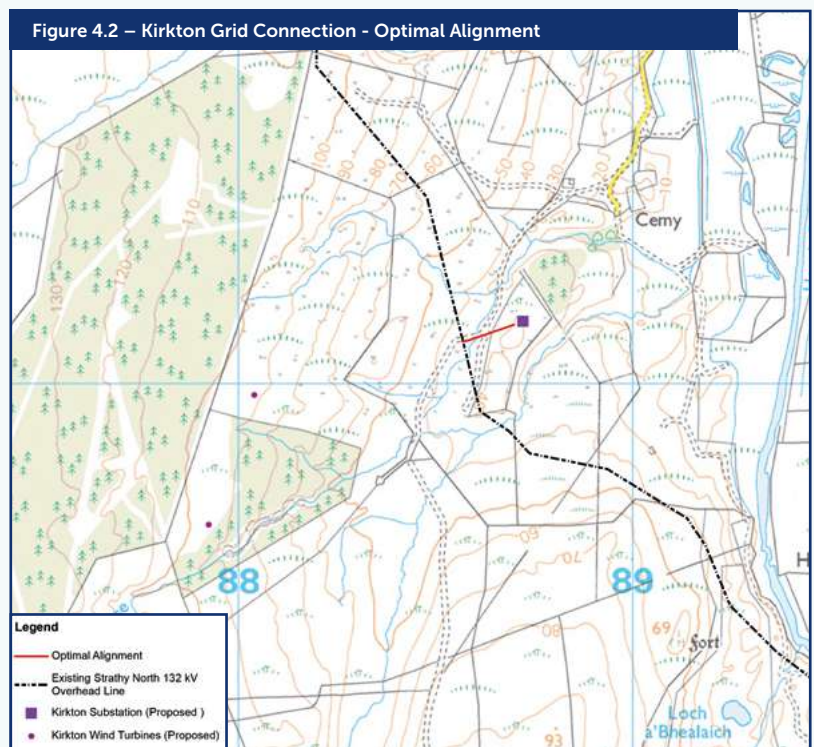 Figure 4.2 – Kirkton Grid Connection - Optimal Alignment
100
90
80
70
60
50
40
30
20
10
Cemy
110
120
130
88
89
60
70
80
69
fort
93
Loch
a'Bhealaich
H
Legend
Optimal Alignment
Existing Strathy North 132 kV
Overhead Line
Kirkton Substation (Proposed )
Kirkton Wind Turbines (Proposed)